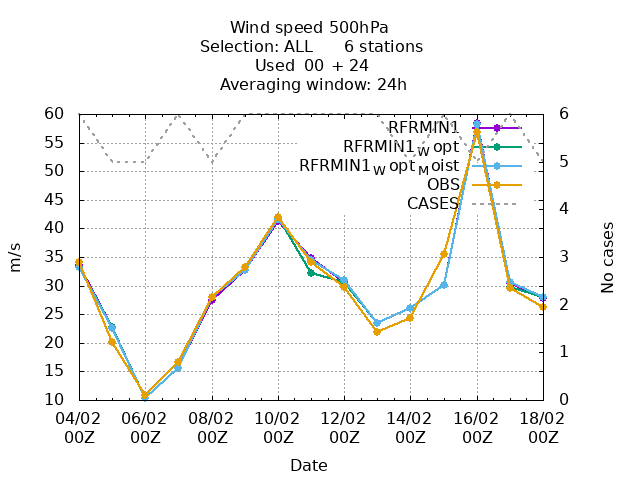 Wind speed 500hPa
Selection: ALL 6 stations
Used 00 + 24
Averaging window: 24h
m/s
60
55
50
45
40
35
30
25
20
15
10
RFRMIN1
RFRMIN1_W opt
RFRMIN1_W opt_M oist
OBS
CASES
6
5
4
3
2
1
0
No cases
04/02 06/02 08/02 10/02 12/02 14/02 16/02 18/02
00Z 00Z 00Z 00Z 00Z 00Z 00Z 00Z
Date